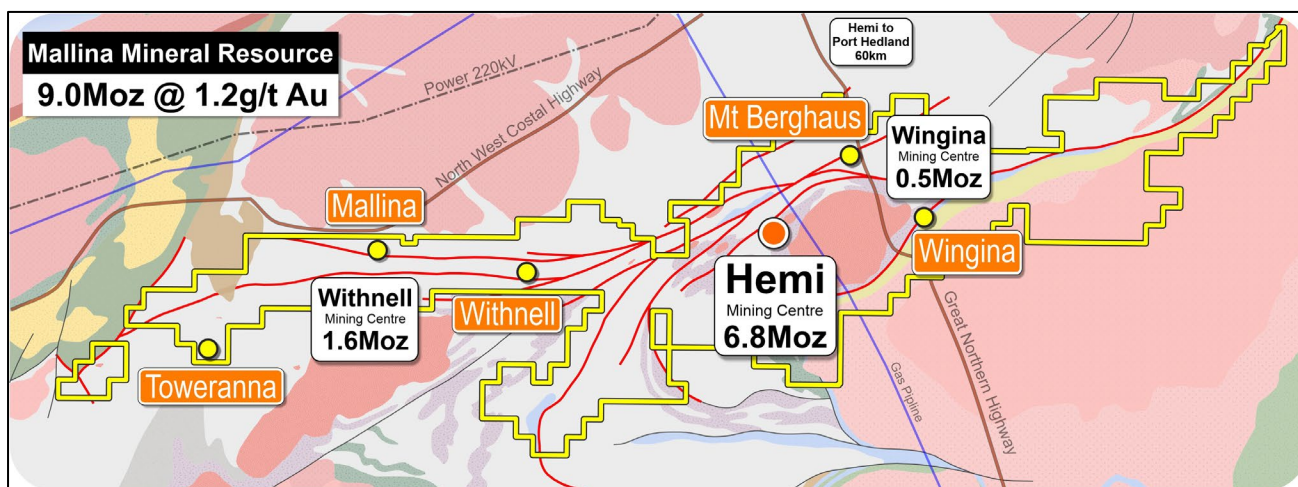 Mallina Mineral Resource
9.0Moz @ 1.2g/t Au
Power 220kV
North West Costal Highway
Hemi to
Port Hedland
60km
Mt Berghaus
Wingina
Mining Centre
0.5Moz
Mallina
Wingina
Withnell
Mining Centre
1.6Moz
Withnell
Hemi
Mining Centre
6.8Moz
Toweranna
Gas Pipline
Great Northern Highway